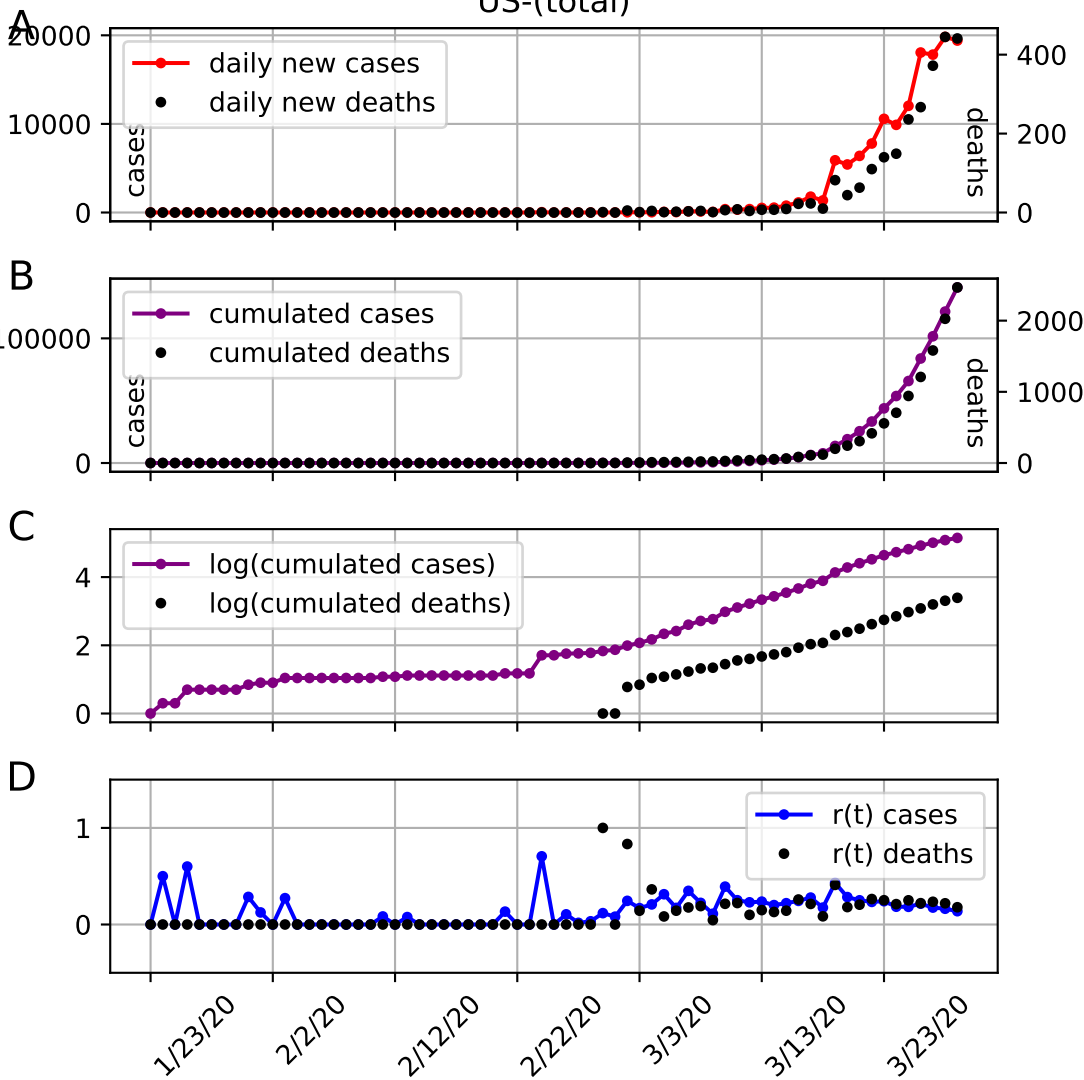 US-(total)
A
20000
10000
0
cases
daily new cases
daily new deaths
400
200
0
deaths
B
00000
0
cases
cumulated cases
cumulated deaths
2000
1000
0
deaths
C
4
2
0
log(cumulated cases)
log(cumulated deaths)
D
1
0
r(t) cases
r(t) deaths
1/23/20
2/2/20
2/12/20
2/22/20
3/3/20
3/13/20
3/23/20